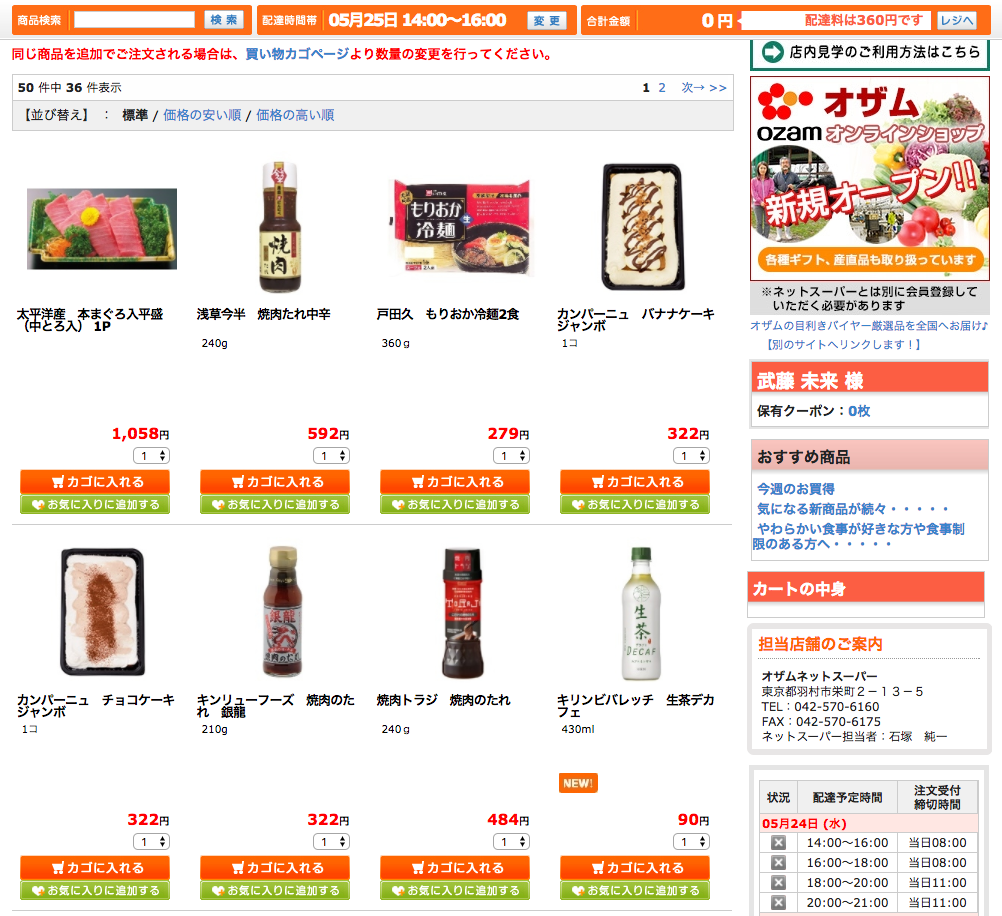 商品検索 検 索 配達時間帯 05月25日 14:00〜16:00 変 更 合計金額 0 円 配達料は360円です レジへ
同じ商品を追加でご注文される場合は、買い物カゴページより数量の変更を行ってください。
50 件中 36 件表示 1 2 次→ >>
【並び替え】 ： 標準 / 価格の安い順 / 価格の高い順
焼肉
もりおか
冷麺
生
2人前
太平洋産　本まぐろ入平盛
（中とろ入） 1P
浅草今半　焼肉たれ中辛
240g
戸田久　もりおか冷麺2食
360ｇ
カンパーニュ　バナナケーキ
ジャンボ
1コ
1,058円
592円
279円
322円
1 1 1 1
カゴに入れる カゴに入れる カゴに入れる カゴに入れる
お気に入りに追加する お気に入りに追加する お気に入りに追加する お気に入りに追加する
銀龍
焼肉のたれ
生茶
DECAF
カンパーニュ　チョコケーキ
ジャンボ
1コ
キンリューフーズ　焼肉のた
れ　銀龍
210g
焼肉トラジ　焼肉のたれ
240ｇ
キリンビバレッヂ　生茶デカ
フェ
430ml
NEW!
322円
322円
484円
90円
1 1 1 1
カゴに入れる カゴに入れる カゴに入れる カゴに入れる
お気に入りに追加する お気に入りに追加する お気に入りに追加する お気に入りに追加する
店内見学のご利用方法はこちら
オザム
ozam オンラインショップ
新規オープン!!
各種ギフト、産直品も取り扱っています
※ネットスーパーとは別に会員登録して
いただく必要があります
オザムの目利きバイヤー厳選品を全国へお届け♪
【別のサイトへリンクします！】
武藤 未来 様
保有クーポン：0枚
おすすめ商品
今週のお買得
気になる新商品が続々・・・・・
やわらかい食事が好きな方や食事制
限のある方へ・・・・・
カートの中身
担当店舗のご案内
オザムネットスーパー
東京都羽村市栄町２－１３－５
TEL：042-570-6160
FAX：042-570-6175
ネットスーパー担当者：石塚　純一
状況 配達予定時間 注文受付
締切時間
05月24日 (水)
14:00〜16:00 当日08:00
16:00〜18:00 当日08:00
18:00〜20:00 当日11:00
20:00〜21:00 当日11:00